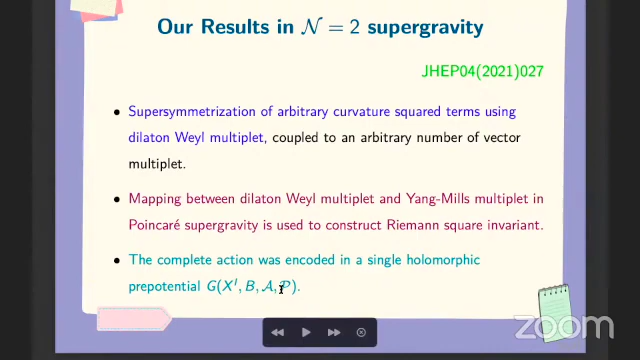 Our Results in 𝒩 = 2 supergravity
JHEP04(2021)027
• Supersymmetrization of arbitrary curvature squared terms using
dilaton Weyl multiplet, coupled to an arbitrary number of vector
multiplet.
• Mapping between dilaton Weyl multiplet and Yang-Mills multiplet in
Poincaré supergravity is used to construct Riemann square invariant.
• The complete action was encoded in a single holomorphic
prepotential G(X^I, B, 𝒜, 𝒫).
zoom